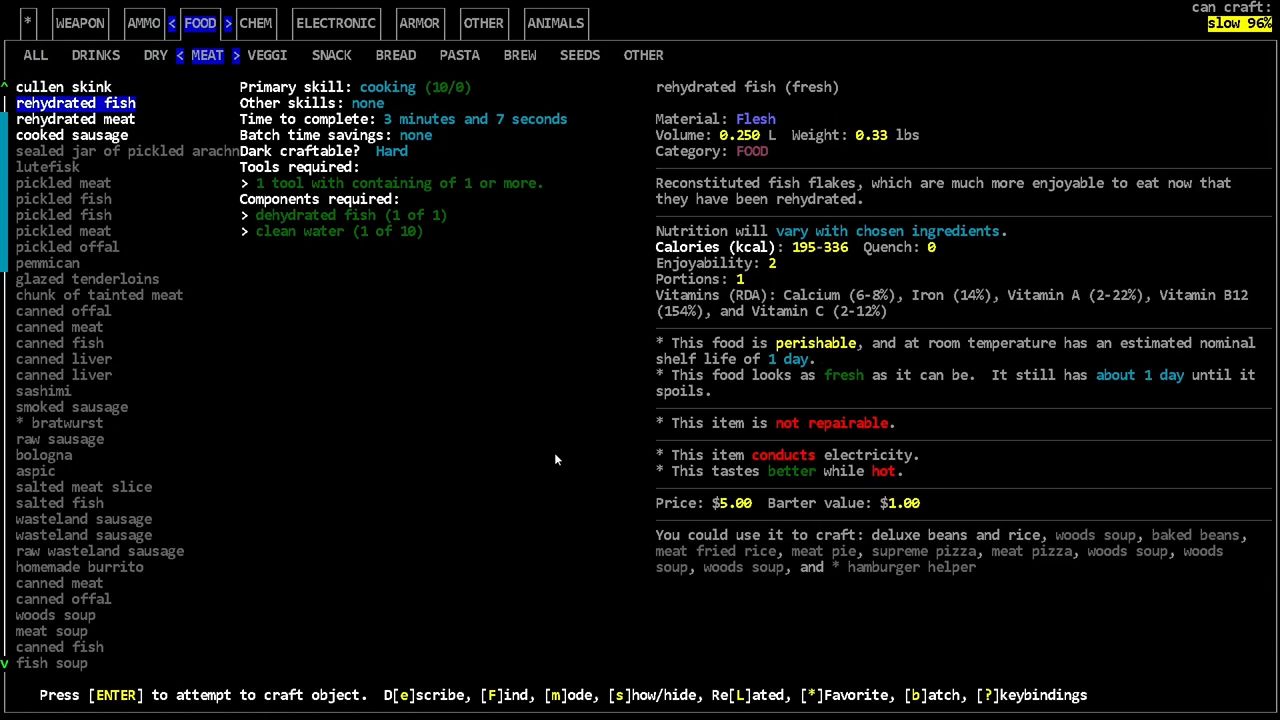 can craft:
* WEAPON AMMO < FOOD > CHEM ELECTRONIC ARMOR OTHER ANIMALS slow 96%
ALL DRINKS DRY < MEAT > VEGGI SNACK BREAD PASTA BREW SEEDS OTHER
^ cullen skink
rehydrated fish
rehydrated meat
cooked sausage
sealed jar of pickled arachn
lutefisk
pickled meat
pickled fish
pickled fish
pickled meat
pickled offal
pemmican
glazed tenderloins
chunk of tainted meat
canned offal
canned meat
canned fish
canned liver
canned liver
sashimi
smoked sausage
* bratwurst
raw sausage
bologna
aspic
salted meat slice
salted fish
wasteland sausage
wasteland sausage
raw wasteland sausage
homemade burrito
canned meat
canned offal
woods soup
meat soup
canned fish
v fish soup
Primary skill: cooking (10/0)
Other skills: none
Time to complete: 3 minutes and 7 seconds
Batch time savings: none
Dark craftable? Hard
Tools required:
> 1 tool with containing of 1 or more.
Components required:
> dehydrated fish (1 of 1)
> clean water (1 of 10)
rehydrated fish (fresh)
Material: Flesh
Volume: 0.250 L Weight: 0.33 lbs
Category: FOOD
Reconstituted fish flakes, which are much more enjoyable to eat now that
they have been rehydrated.
Nutrition will vary with chosen ingredients.
Calories (kcal): 195-336 Quench: 0
Enjoyability: 2
Portions: 1
Vitamins (RDA): Calcium (6-8%), Iron (14%), Vitamin A (2-22%), Vitamin B12
(154%), and Vitamin C (2-12%)
* This food is perishable, and at room temperature has an estimated nominal
shelf life of 1 day.
* This food looks as fresh as it can be. It still has about 1 day until it
spoils.
* This item is not repairable.
* This item conducts electricity.
* This tastes better while hot.
Price: $5.00 Barter value: $1.00
You could use it to craft: deluxe beans and rice, woods soup, baked beans,
meat fried rice, meat pie, supreme pizza, meat pizza, woods soup, woods
soup, woods soup, and * hamburger helper
Press [ENTER] to attempt to craft object. D[e]scribe, [F]ind, [m]ode, [s]how/hide, Re[L]ated, [*]Favorite, [b]atch, [?]keybindings